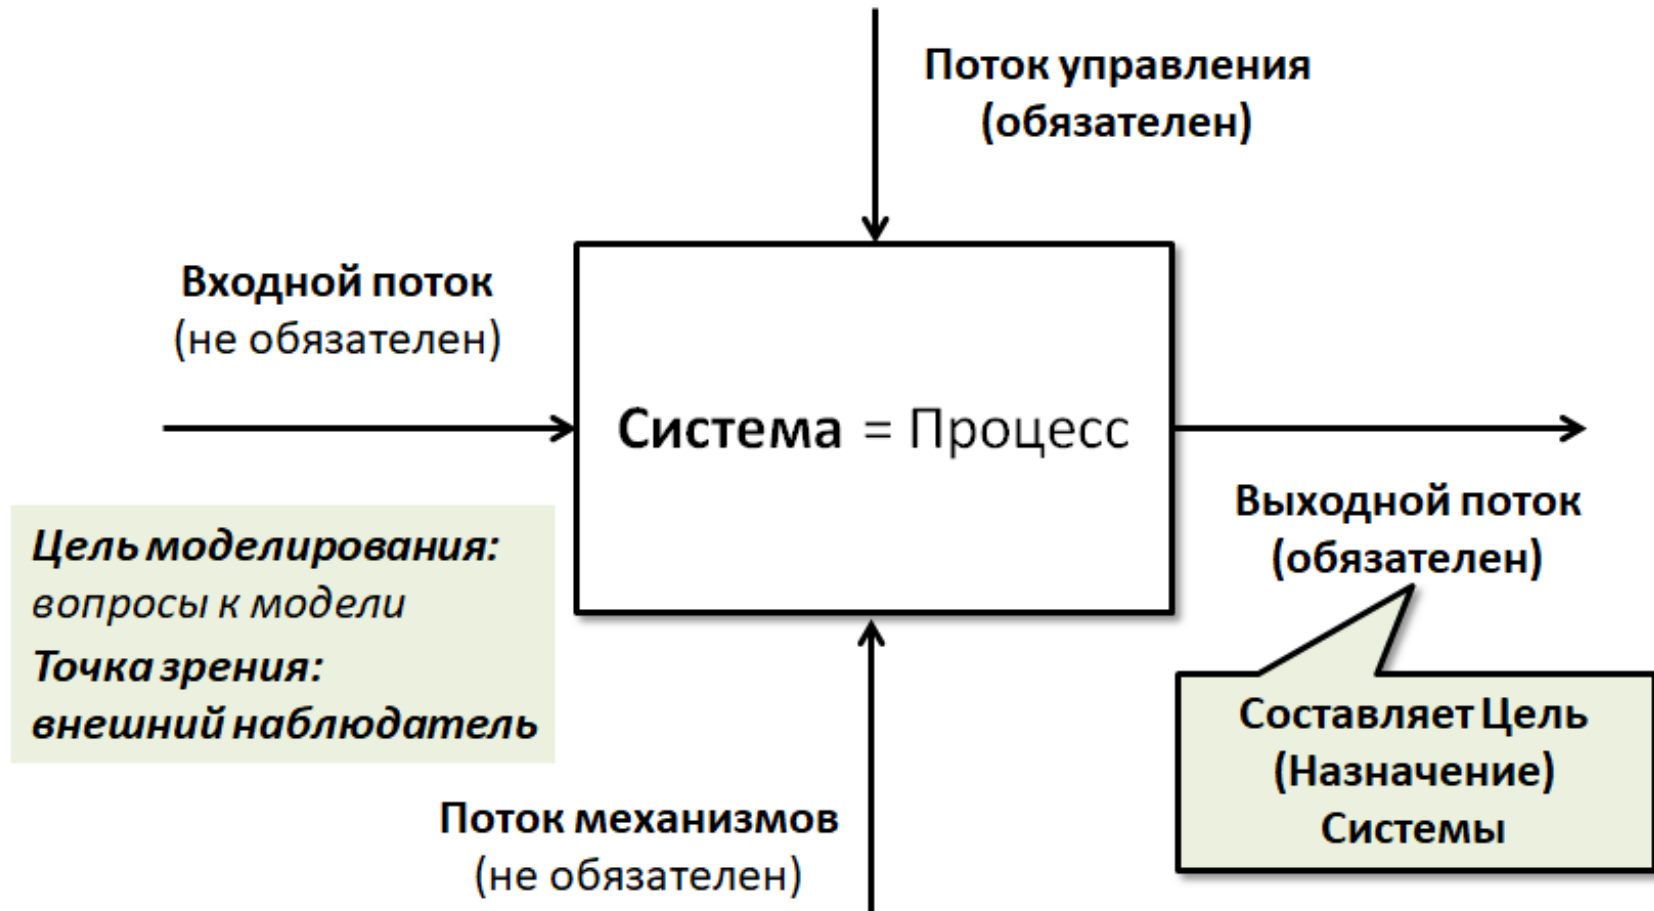 Поток управления
(обязателен)
Входной поток
(не обязателен)
Система = Процесс
Выходной поток
(обязателен)
Цель моделирования:
вопросы к модели
Точка зрения:
внешний наблюдатель
Составляет Цель
(Назначение)
Системы
Поток механизмов
(не обязателен)